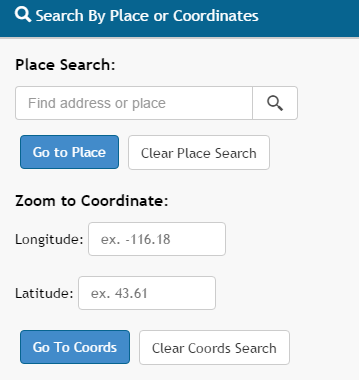 Search By Place or Coordinates
Place Search:
Find address or place
Go to Place Clear Place Search
Zoom to Coordinate:
Longitude: ex. -116.18
Latitude: ex. 43.61
Go To Coords Clear Coords Search